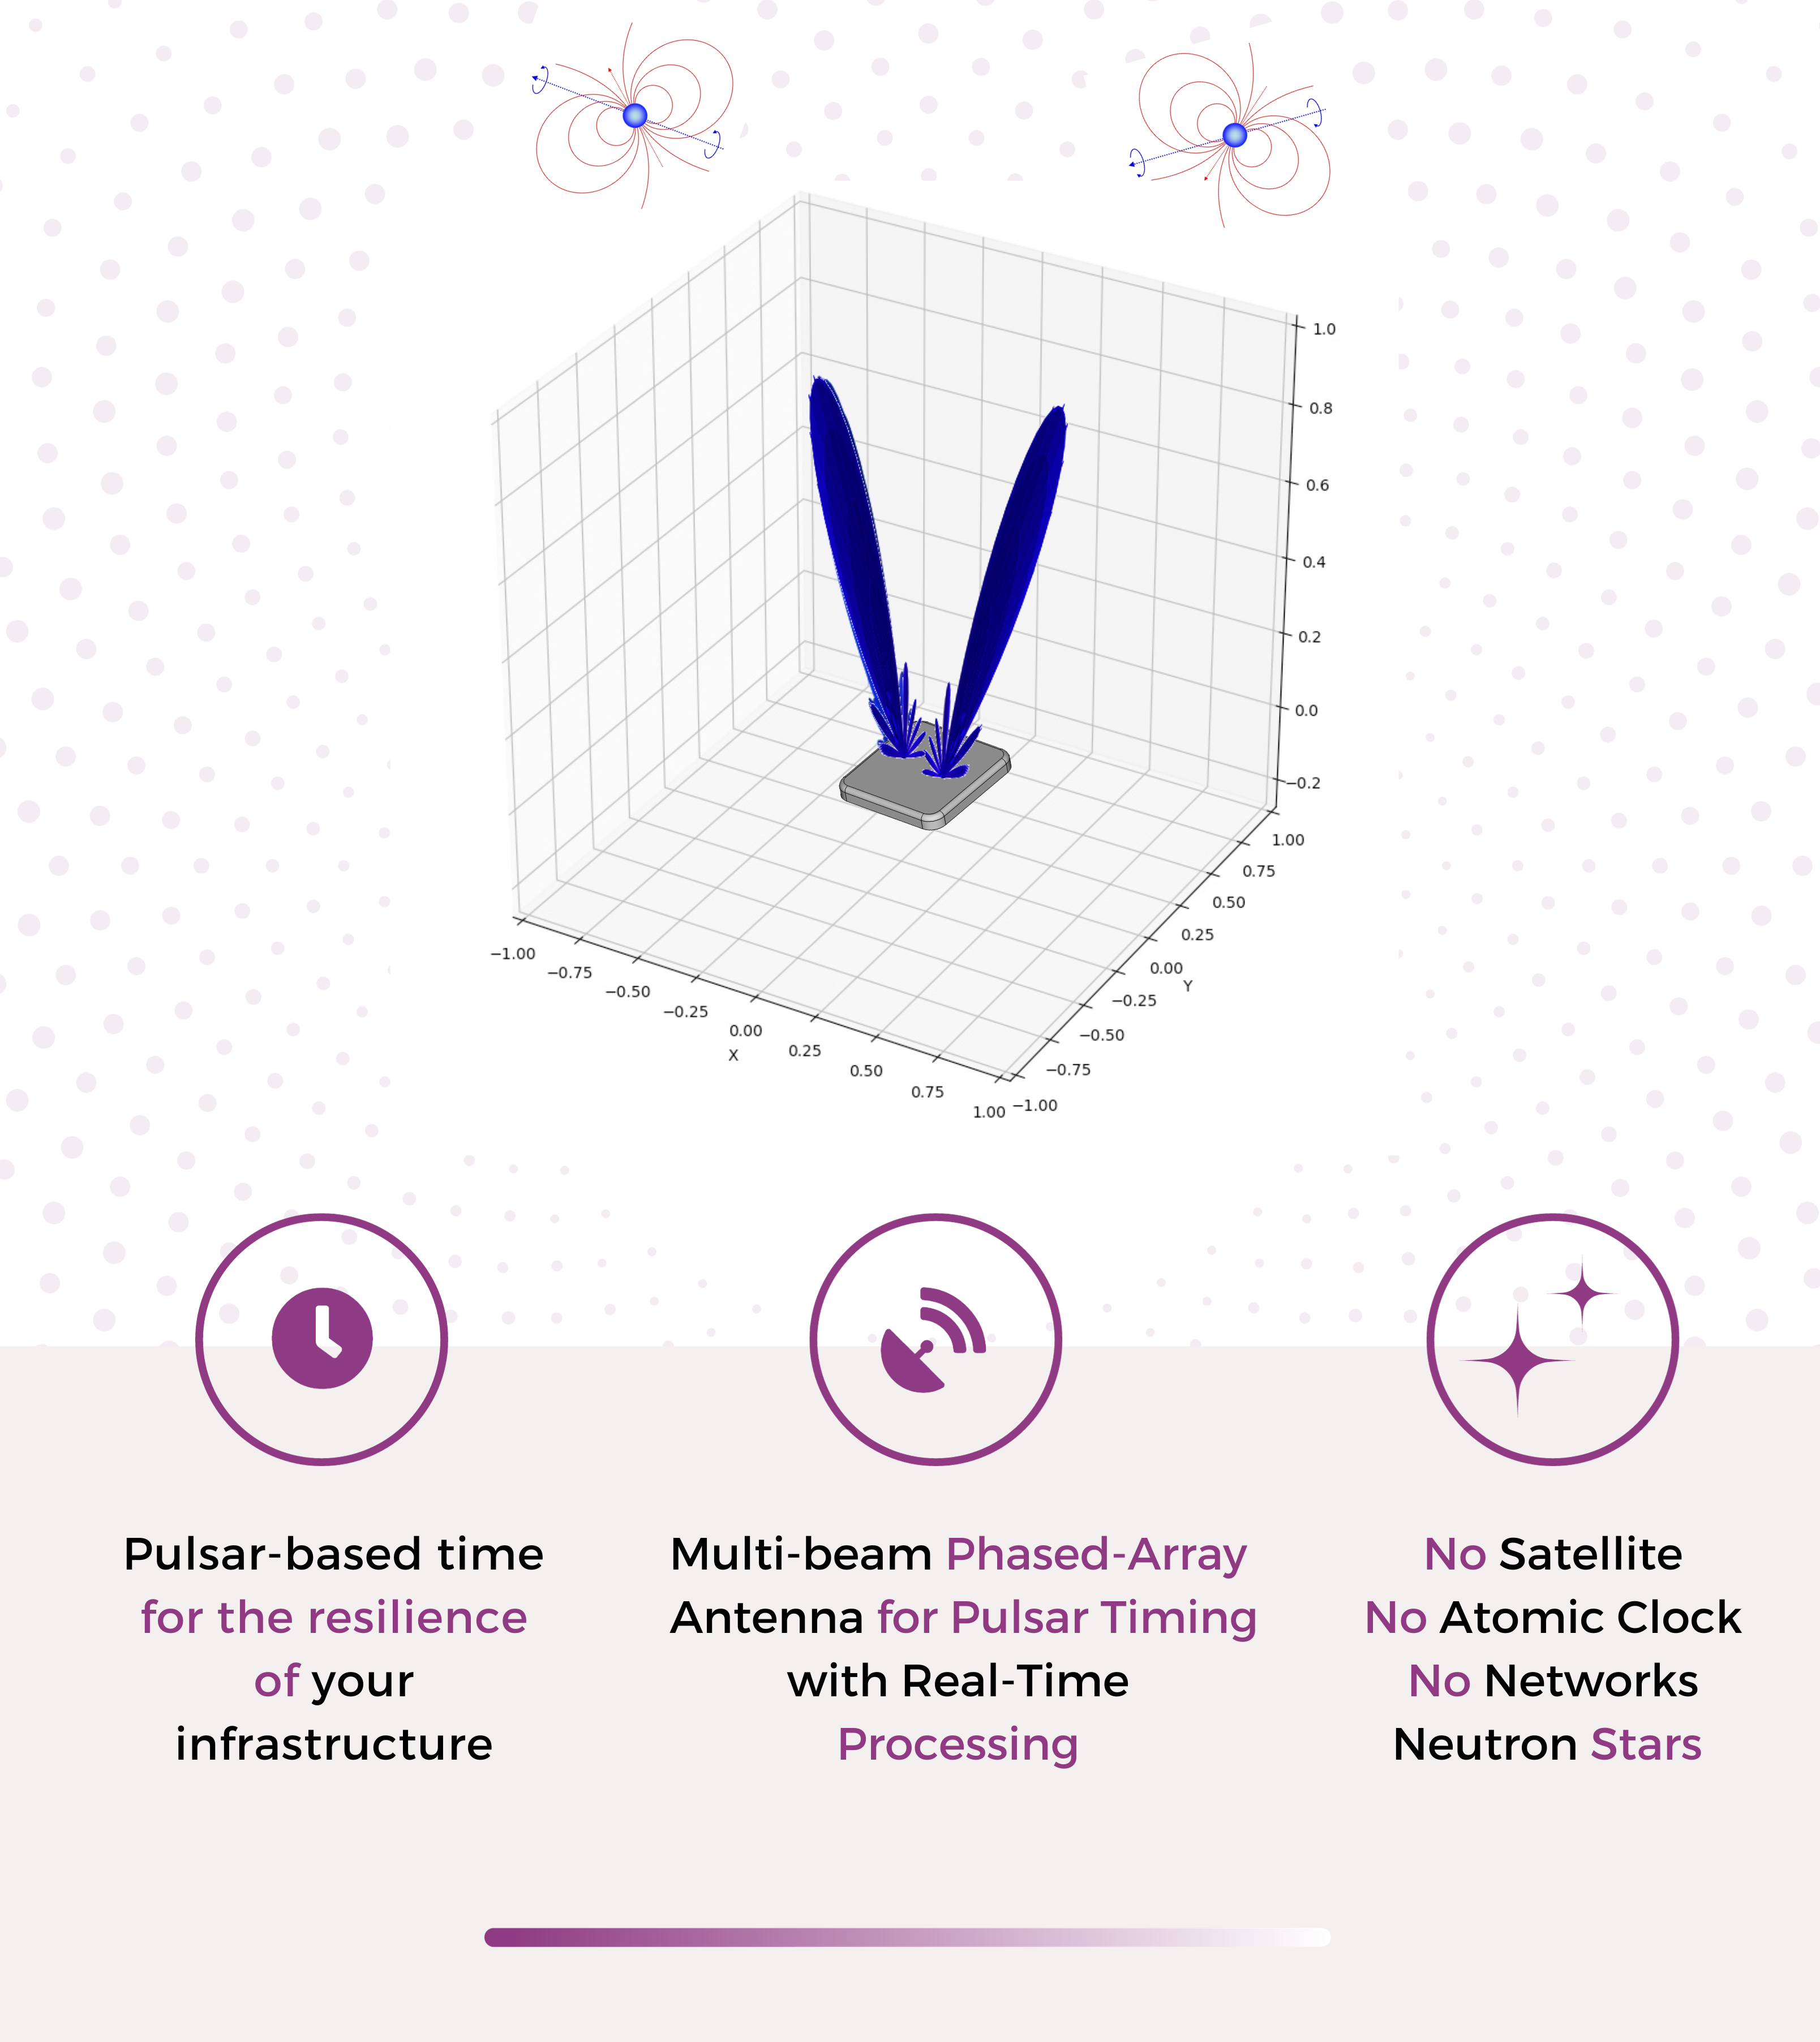 1.0
0.8
0.6
0.4
0.2
0.0
−0.2
1.00
0.75
0.50
0.25
0.00
Y
−0.25
−0.50
−0.75
−1.00
−1.00
−0.75
−0.50
−0.25
0.00
X
0.25
0.50
0.75
1.00
Pulsar-based time
for the resilience
of your
infrastructure
Multi-beam Phased-Array
Antenna for Pulsar Timing
with Real-Time
Processing
No Satellite
No Atomic Clock
No Networks
Neutron Stars